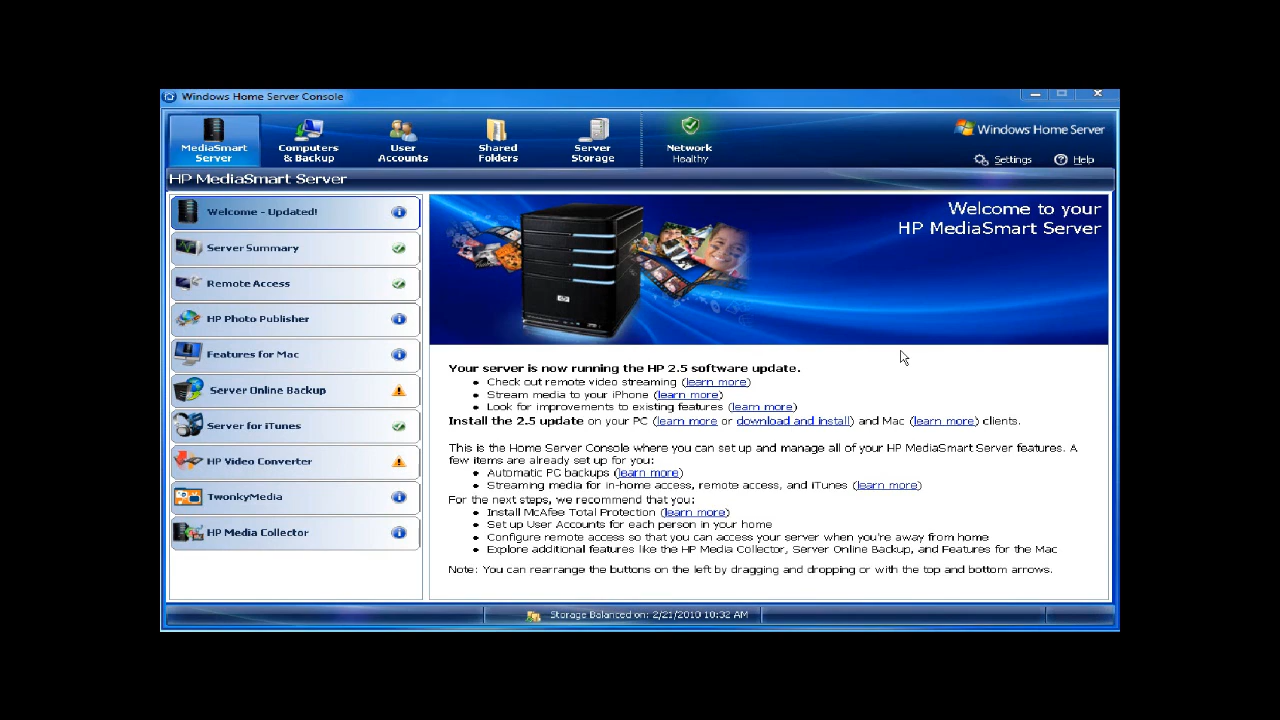 Windows Home Server Console
MediaSmart Server
Computers & Backup
User Accounts
Shared Folders
Server Storage
Network Healthy
Windows Home Server
Settings
Help
HP MediaSmart Server
Welcome - Updated!
Server Summary
Remote Access
HP Photo Publisher
Features for Mac
Server Online Backup
Server for iTunes
HP Video Converter
TwonkyMedia
HP Media Collector
Welcome to your
HP MediaSmart Server
Your server is now running the HP 2.5 software update.
• Check out remote video streaming (learn more)
• Stream media to your iPhone (learn more)
• Look for improvements to existing features (learn more)
Install the 2.5 update on your PC (learn more or download and install) and Mac (learn more) clients.
This is the Home Server Console where you can set up and manage all of your HP MediaSmart Server features. A
few items are already set up for you:
• Automatic PC backups (learn more)
• Streaming media for in-home access, remote access, and iTunes (learn more)
For the next steps, we recommend that you:
• Install McAfee Total Protection (learn more)
• Set up User Accounts for each person in your home
• Configure remote access so that you can access your server when you're away from home
• Explore additional features like the HP Media Collector, Server Online Backup, and Features for the Mac
Note: You can rearrange the buttons on the left by dragging and dropping or with the top and bottom arrows.
Storage Balanced on: 2/21/2010 10:32 AM